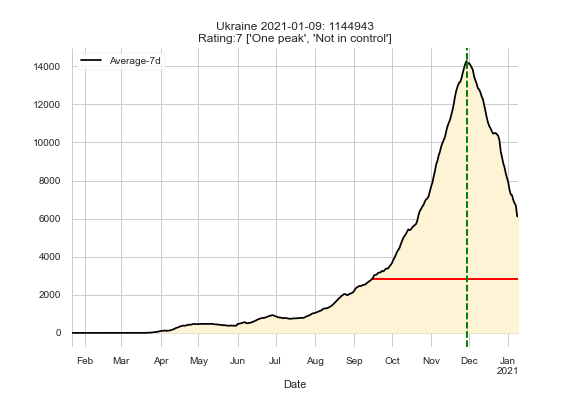 Ukraine 2021-01-09: 1144943
Rating:7 ['One peak', 'Not in control']
Average-7d
14000
12000
10000
8000
6000
4000
2000
0
Feb Mar Apr May Jun Jul Aug Sep Oct Nov Dec Jan
2021
Date